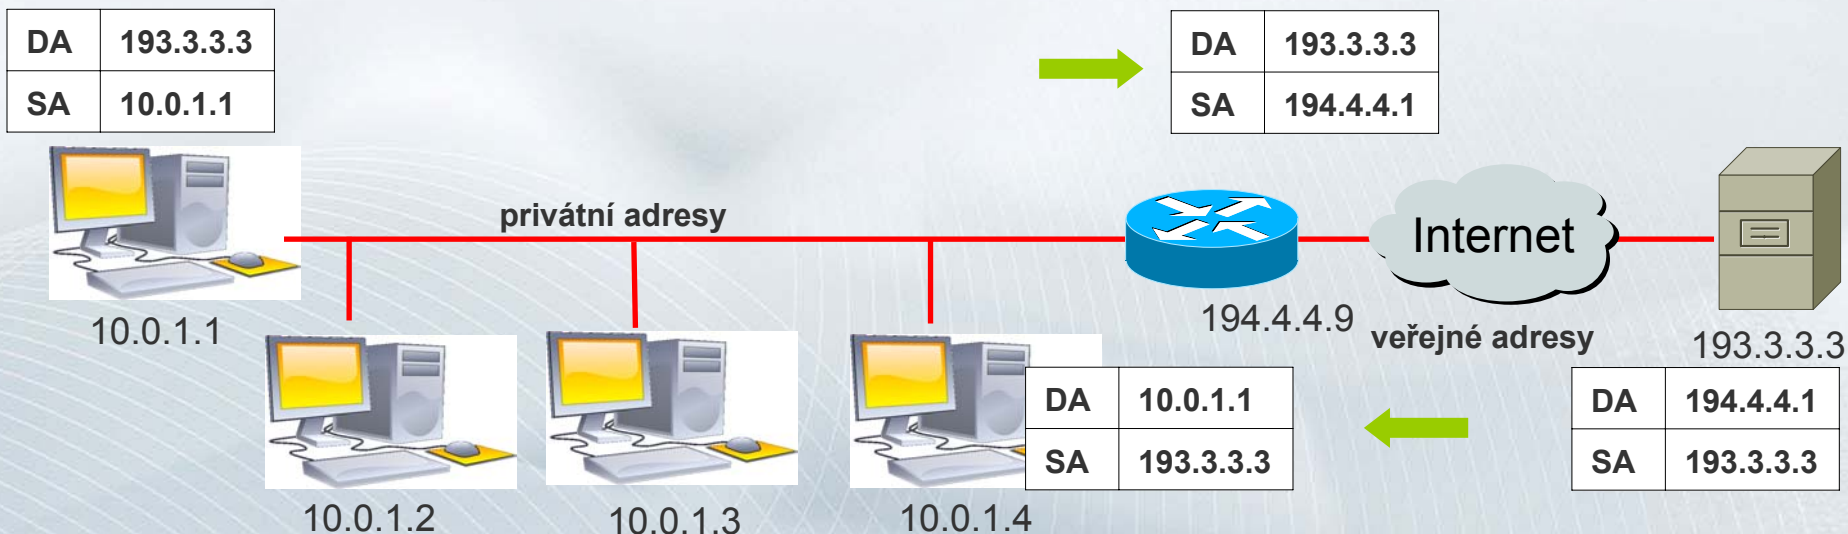 DA 193.3.3.3
SA 10.0.1.1
DA 193.3.3.3
SA 194.4.4.1
privátní adresy
Internet
10.0.1.1
194.4.4.9
veřejné adresy
193.3.3.3
DA 10.0.1.1
SA 193.3.3.3
DA 194.4.4.1
SA 193.3.3.3
10.0.1.2
10.0.1.3
10.0.1.4